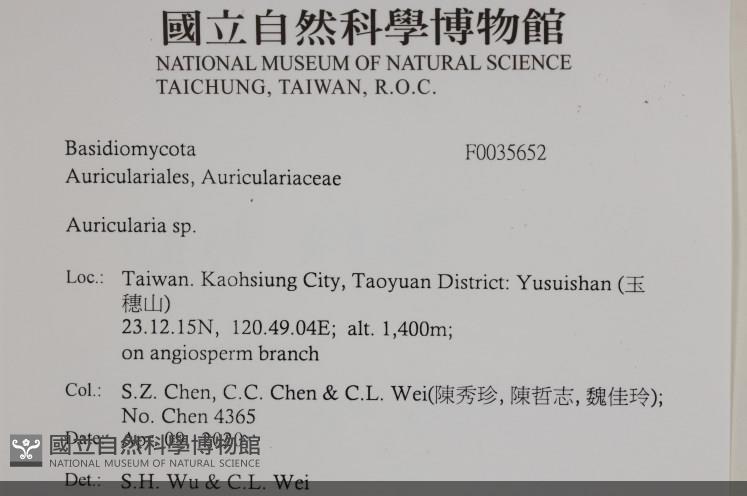 國立自然科學博物館
NATIONAL MUSEUM OF NATURAL SCIENCE
TAICHUNG, TAIWAN, R.O.C.
Basidiomycota F0035652
Auriculariales, Auriculariaceae
Auricularia sp.
Loc.: Taiwan. Kaohsiung City, Taoyuan District: Yusuishan (玉
穗山)
23.12.15N, 120.49.04E; alt. 1,400m;
on angiosperm branch
Col.: S.Z. Chen, C.C. Chen & C.L. Wei(陳秀珍, 陳哲志, 魏佳玲);
No. Chen 4365
Date: 2020
國立自然科學博物館
NATIONAL MUSEUM OF NATURAL SCIENCE
Det.: S.H. Wu & C.L. Wei